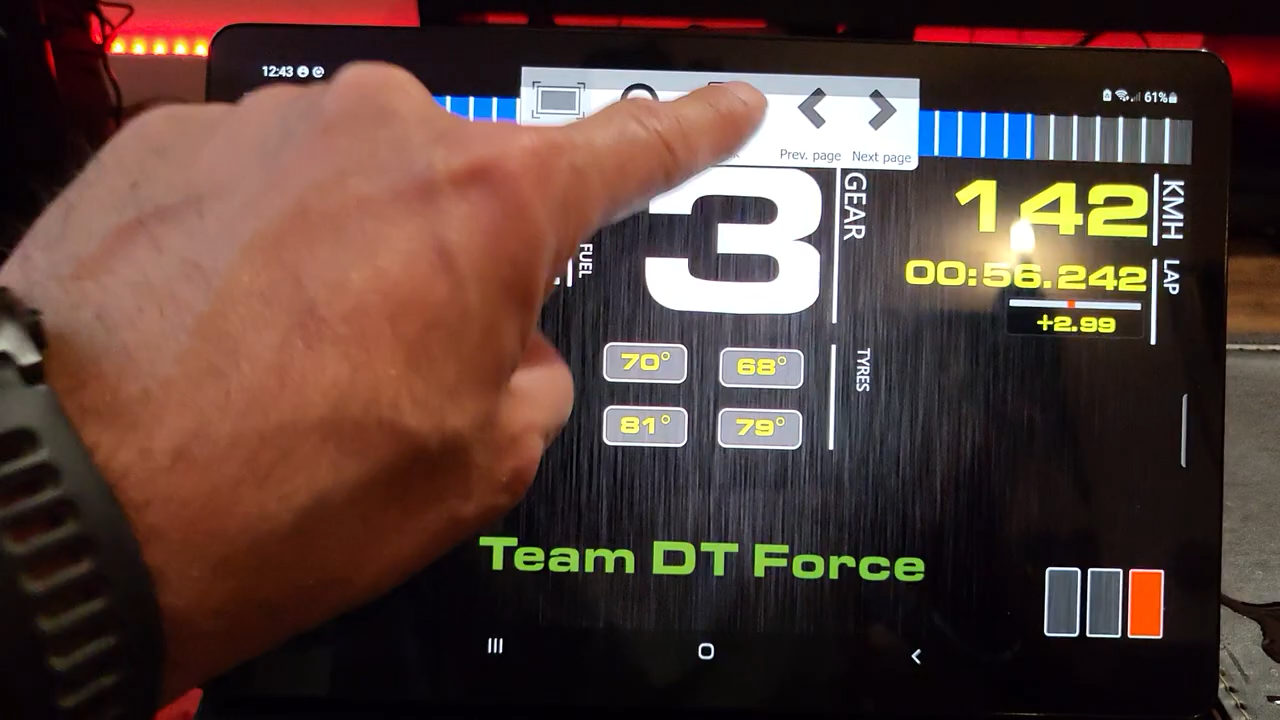 12:43
61%
Prev. page Next page
3
GEAR
142
KMH
FUEL
00:56.242
LAP
+2.99
70° 68°
TYRES
81° 79°
Team DT Force